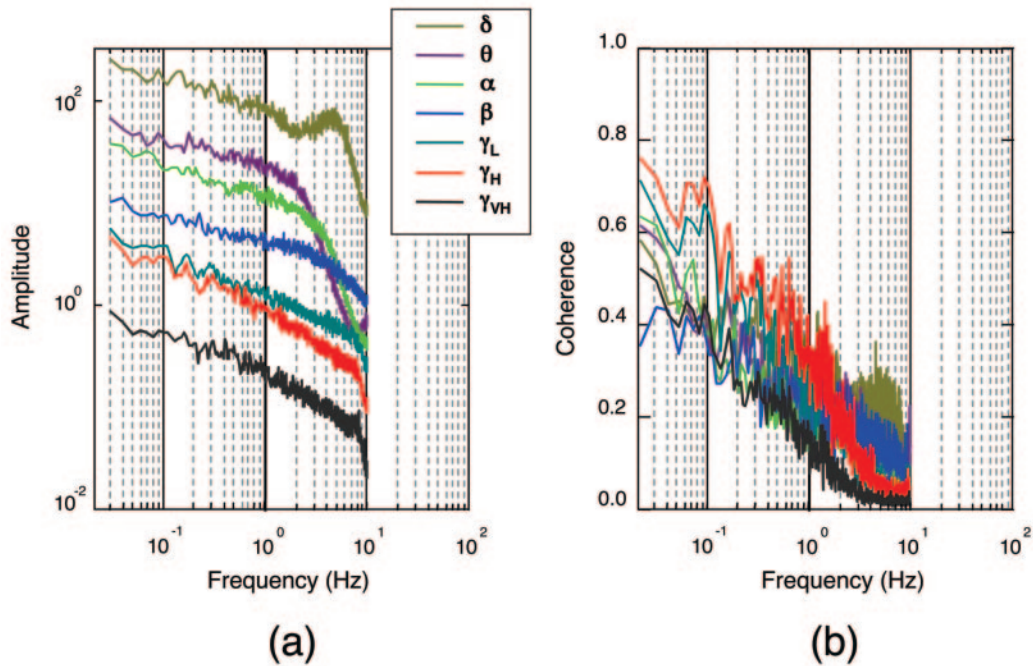 δ
θ
α
β
γL
γH
γVH
10²
10⁰
10⁻²
Amplitude
10⁻¹ 10⁰ 10¹ 10²
Frequency (Hz)
(a)
1.0
0.8
0.6
0.4
0.2
0.0
Coherence
10⁻¹ 10⁰ 10¹ 10²
Frequency (Hz)
(b)